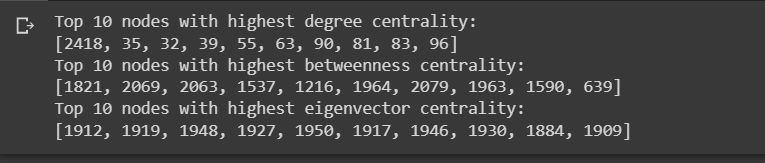 Top 10 nodes with highest degree centrality:
[2418, 35, 32, 39, 55, 63, 90, 81, 83, 96]
Top 10 nodes with highest betweenness centrality:
[1821, 2069, 2063, 1537, 1216, 1964, 2079, 1963, 1590, 639]
Top 10 nodes with highest eigenvector centrality:
[1912, 1919, 1948, 1927, 1950, 1917, 1946, 1930, 1884, 1909]